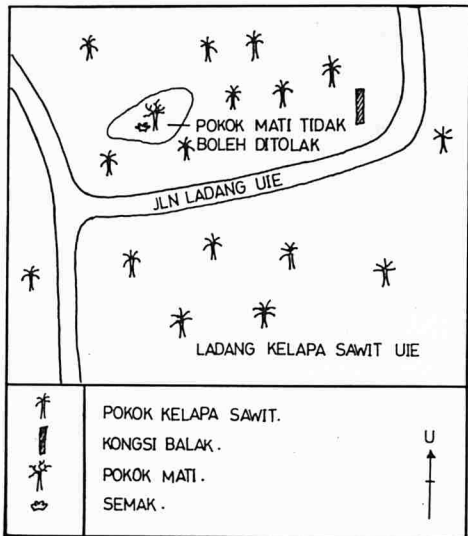 POKOK MATI TIDAK
BOLEH DITOLAK
JLN LADANG UIE
LADANG KELAPA SAWIT UIE
POKOK KELAPA SAWIT.
KONGSI BALAK.
POKOK MATI.
SEMAK.
U